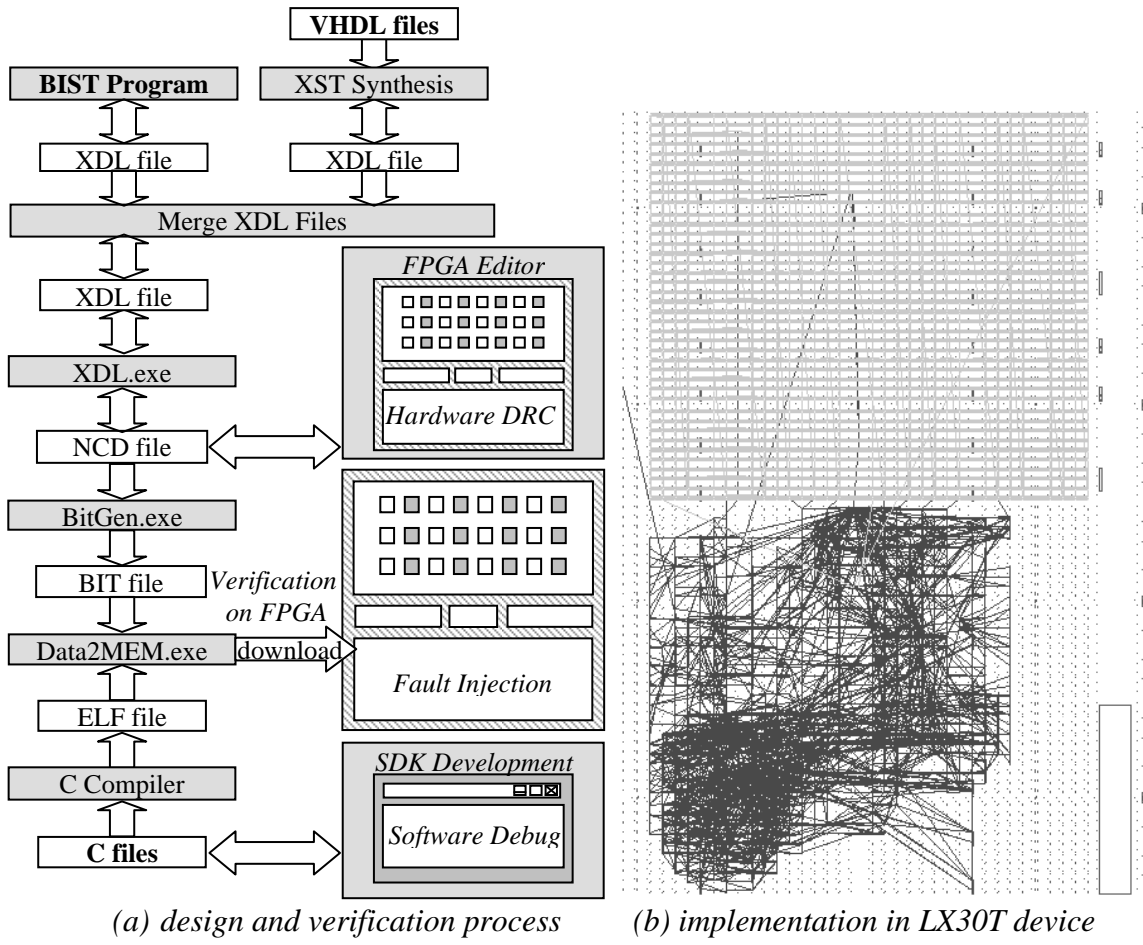 VHDL files
BIST Program
XST Synthesis
XDL file
XDL file
Merge XDL Files
XDL file
XDL.exe
NCD file
BitGen.exe
BIT file
Data2MEM.exe
ELF file
C Compiler
C files
FPGA Editor
Hardware DRC
Verification
on FPGA
download
Fault Injection
SDK Development
Software Debug
(a) design and verification process
(b) implementation in LX30T device